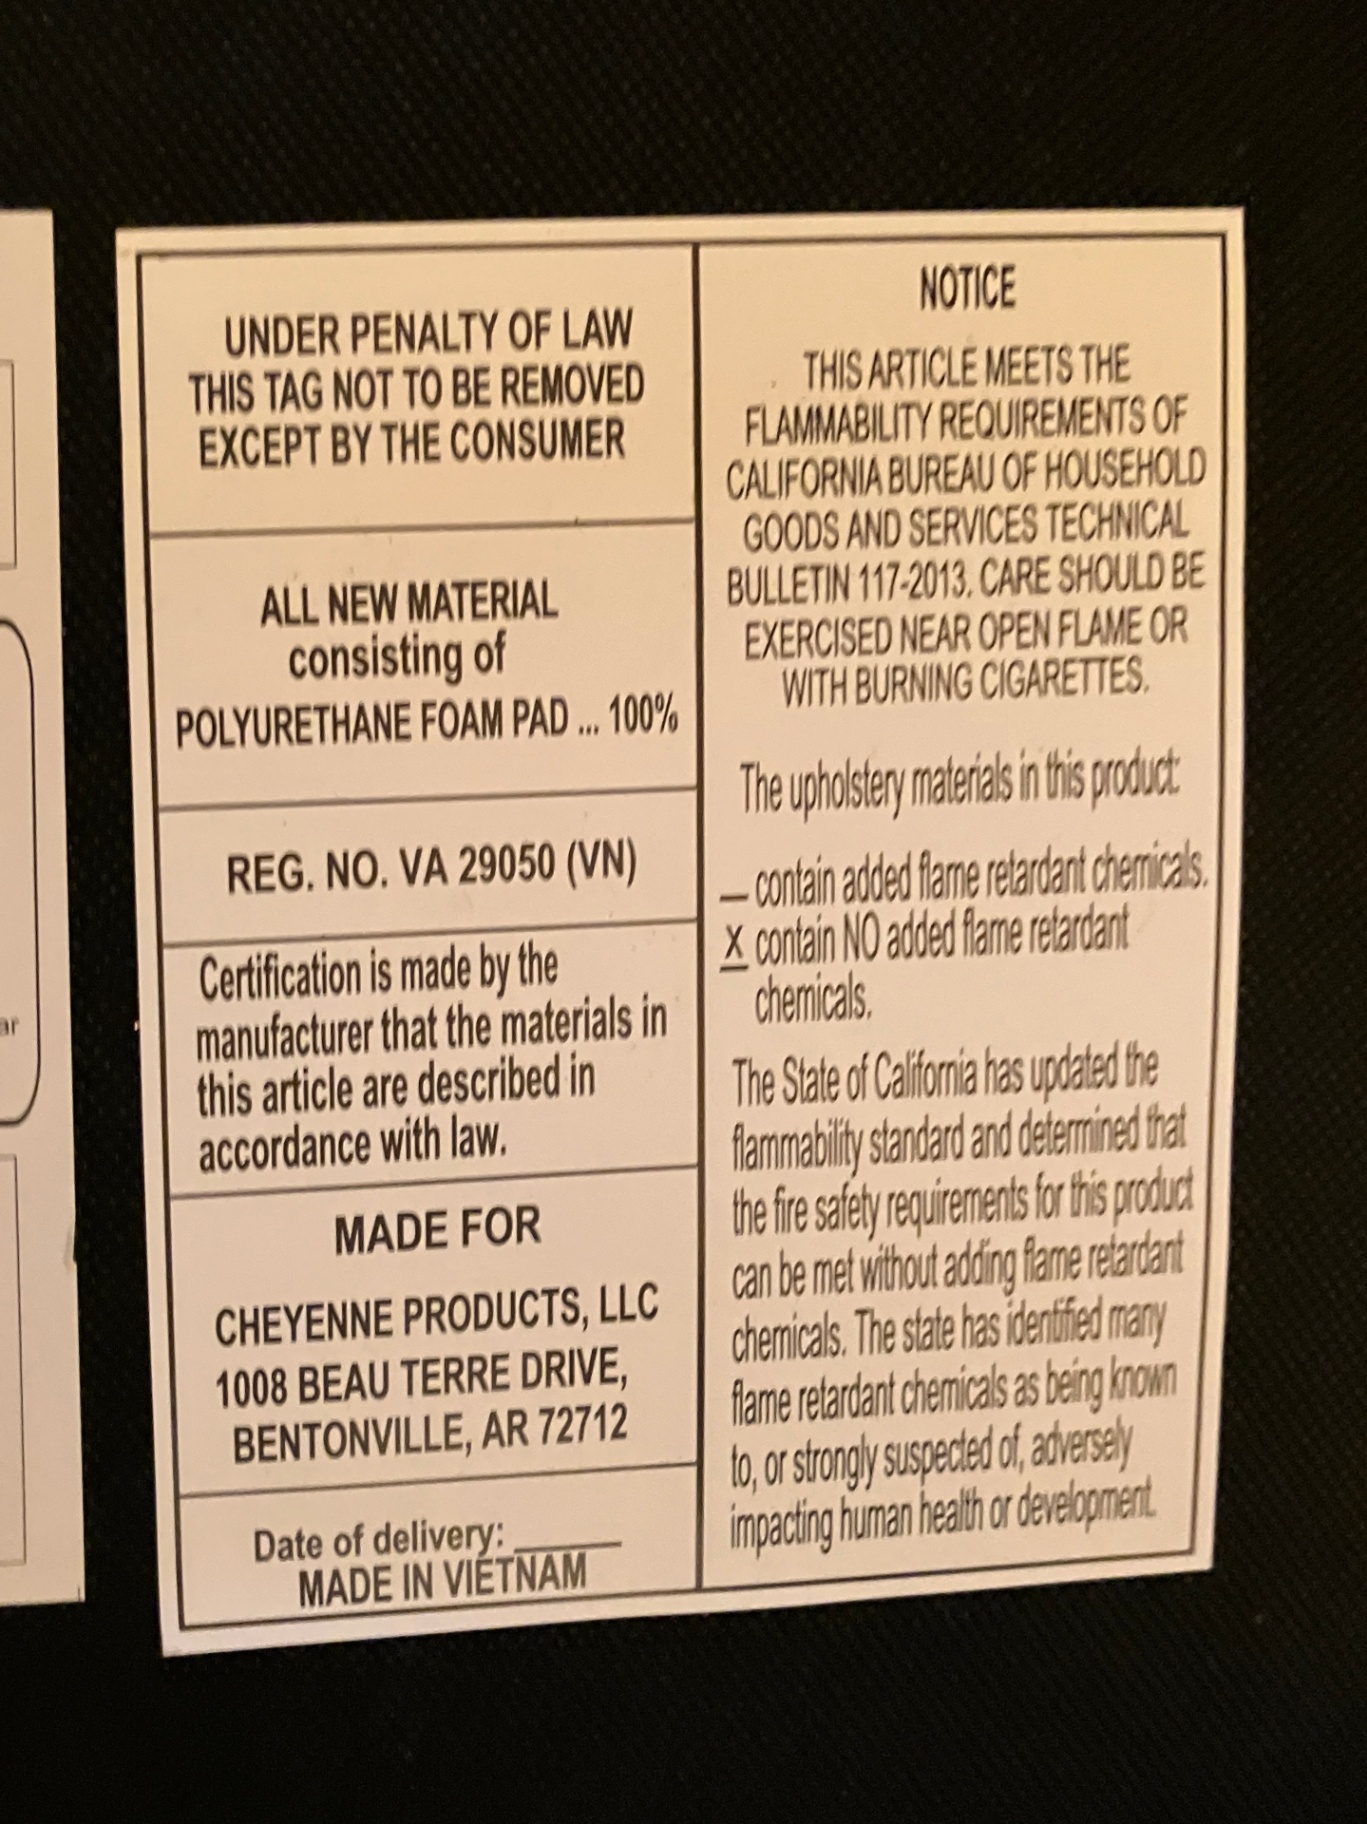 UNDER PENALTY OF LAW
THIS TAG NOT TO BE REMOVED
EXCEPT BY THE CONSUMER
ALL NEW MATERIAL
consisting of
POLYURETHANE FOAM PAD ... 100%
REG. NO. VA 29050 (VN)
Certification is made by the
manufacturer that the materials in
this article are described in
accordance with law.
MADE FOR
CHEYENNE PRODUCTS, LLC
1008 BEAU TERRE DRIVE,
BENTONVILLE, AR 72712
Date of delivery: ______
MADE IN VIETNAM
NOTICE
THIS ARTICLE MEETS THE
FLAMMABILITY REQUIREMENTS OF
CALIFORNIA BUREAU OF HOUSEHOLD
GOODS AND SERVICES TECHNICAL
BULLETIN 117-2013. CARE SHOULD BE
EXERCISED NEAR OPEN FLAME OR
WITH BURNING CIGARETTES.
The upholstery materials in this product:
__ contain added flame retardant chemicals.
X contain NO added flame retardant
chemicals.
The State of California has updated the
flammability standard and determined that
the fire safety requirements for this product
can be met without adding flame retardant
chemicals. The state has identified many
flame retardant chemicals as being known
to, or strongly suspected of, adversely
impacting human health or development.